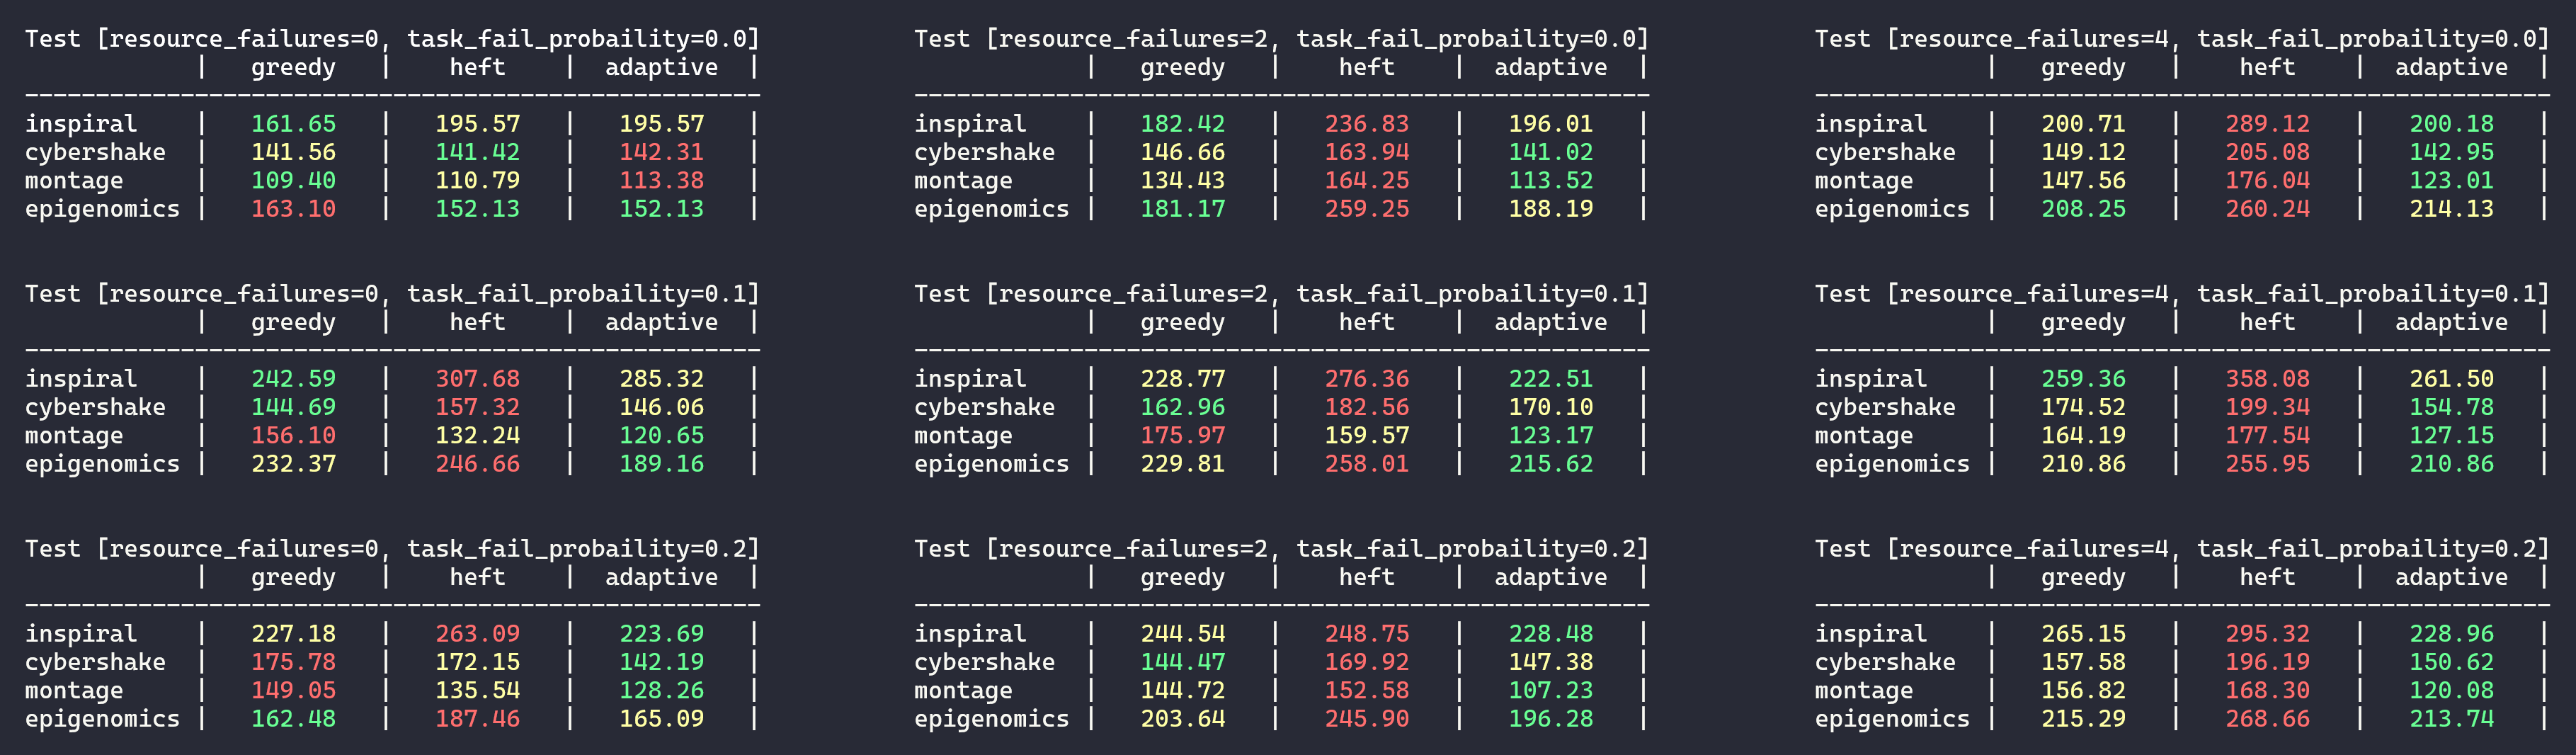 Test [resource_failures=0, task_fail_probaility=0.0]
| greedy | heft | adaptive |
----------------------------------------------------
inspiral | 161.65 | 195.57 | 195.57 |
cybershake | 141.56 | 141.42 | 142.31 |
montage | 109.40 | 110.79 | 113.38 |
epigenomics | 163.10 | 152.13 | 152.13 |
Test [resource_failures=2, task_fail_probaility=0.0]
| greedy | heft | adaptive |
----------------------------------------------------
inspiral | 182.42 | 236.83 | 196.01 |
cybershake | 146.66 | 163.94 | 141.02 |
montage | 134.43 | 164.25 | 113.52 |
epigenomics | 181.17 | 259.25 | 188.19 |
Test [resource_failures=4, task_fail_probaility=0.0]
| greedy | heft | adaptive |
----------------------------------------------------
inspiral | 200.71 | 289.12 | 200.18 |
cybershake | 149.12 | 205.08 | 142.95 |
montage | 147.56 | 176.04 | 123.01 |
epigenomics | 208.25 | 260.24 | 214.13 |
Test [resource_failures=0, task_fail_probaility=0.1]
| greedy | heft | adaptive |
----------------------------------------------------
inspiral | 242.59 | 307.68 | 285.32 |
cybershake | 144.69 | 157.32 | 146.06 |
montage | 156.10 | 132.24 | 120.65 |
epigenomics | 232.37 | 246.66 | 189.16 |
Test [resource_failures=2, task_fail_probaility=0.1]
| greedy | heft | adaptive |
----------------------------------------------------
inspiral | 228.77 | 276.36 | 222.51 |
cybershake | 162.96 | 182.56 | 170.10 |
montage | 175.97 | 159.57 | 123.17 |
epigenomics | 229.81 | 258.01 | 215.62 |
Test [resource_failures=4, task_fail_probaility=0.1]
| greedy | heft | adaptive |
----------------------------------------------------
inspiral | 259.36 | 358.08 | 261.50 |
cybershake | 174.52 | 199.34 | 154.78 |
montage | 164.19 | 177.54 | 127.15 |
epigenomics | 210.86 | 255.95 | 210.86 |
Test [resource_failures=0, task_fail_probaility=0.2]
| greedy | heft | adaptive |
----------------------------------------------------
inspiral | 227.18 | 263.09 | 223.69 |
cybershake | 175.78 | 172.15 | 142.19 |
montage | 149.05 | 135.54 | 128.26 |
epigenomics | 162.48 | 187.46 | 165.09 |
Test [resource_failures=2, task_fail_probaility=0.2]
| greedy | heft | adaptive |
----------------------------------------------------
inspiral | 244.54 | 248.75 | 228.48 |
cybershake | 144.47 | 169.92 | 147.38 |
montage | 144.72 | 152.58 | 107.23 |
epigenomics | 203.64 | 245.90 | 196.28 |
Test [resource_failures=4, task_fail_probaility=0.2]
| greedy | heft | adaptive |
----------------------------------------------------
inspiral | 265.15 | 295.32 | 228.96 |
cybershake | 157.58 | 196.19 | 150.62 |
montage | 156.82 | 168.30 | 120.08 |
epigenomics | 215.29 | 268.66 | 213.74 |